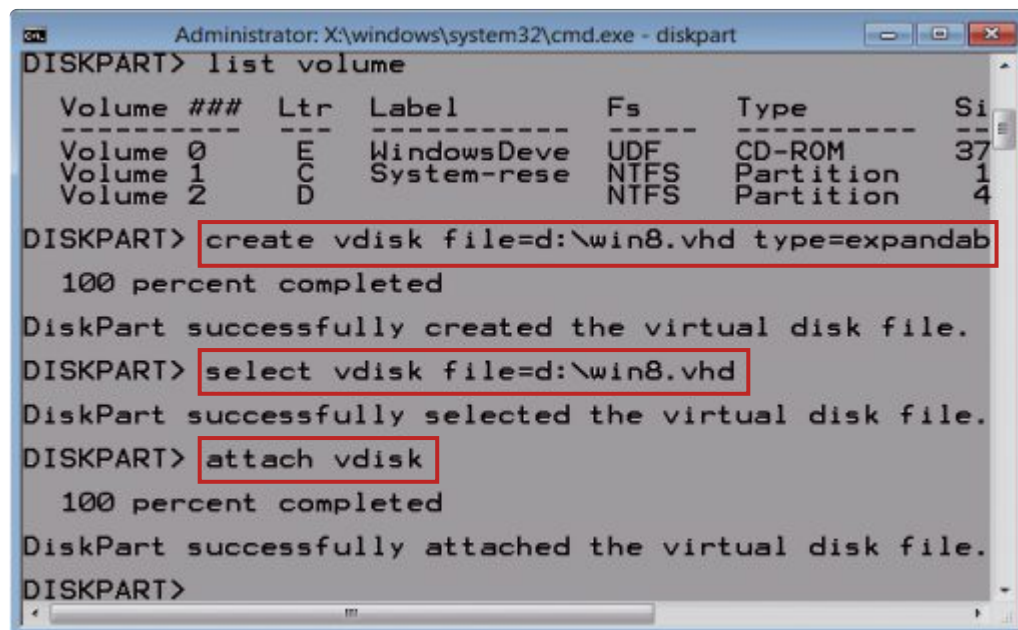 Administrator: X:\windows\system32\cmd.exe - diskpart
DISKPART> list volume
Volume ### Ltr Label Fs Type Si
---------- --- ----------- ----- ---------- --
Volume 0 E WindowsDeve UDF CD-ROM 37
Volume 1 C System-rese NTFS Partition 1
Volume 2 D NTFS Partition 4
DISKPART> create vdisk file=d:\win8.vhd type=expandab
100 percent completed
DiskPart successfully created the virtual disk file.
DISKPART> select vdisk file=d:\win8.vhd
DiskPart successfully selected the virtual disk file.
DISKPART> attach vdisk
100 percent completed
DiskPart successfully attached the virtual disk file.
DISKPART>